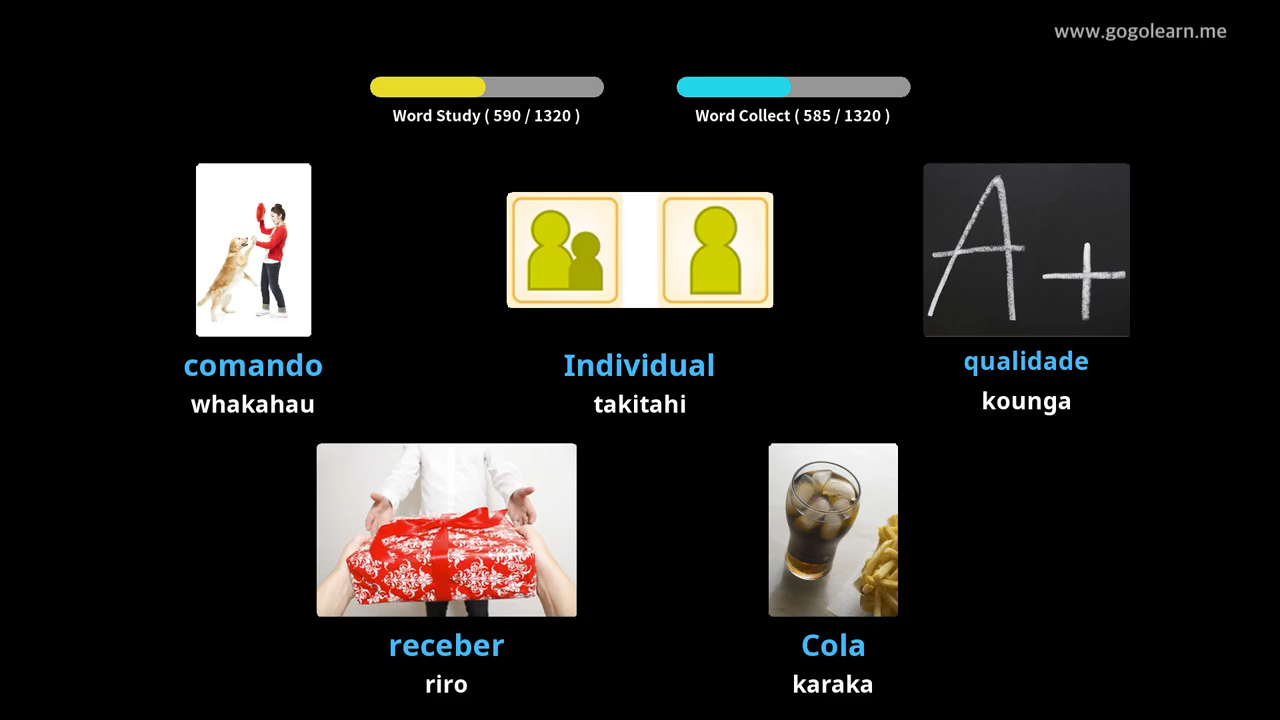 www.gogolearn.me
Word Study ( 590 / 1320 )
Word Collect ( 585 / 1320 )
A+
comando
whakahau
Individual
takitahi
qualidade
kounga
receber
riro
Cola
karaka